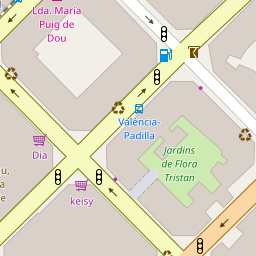 Lda. Maria
Puig de
Dou
K
València-
Padilla
Dia
Jardins
de Flora
Tristan
keisy